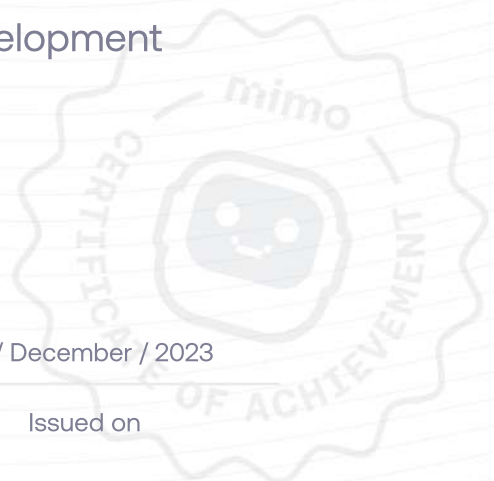 elopment
mimo
CERTIFICATE OF ACHIEVEMENT
/ December / 2023
Issued on